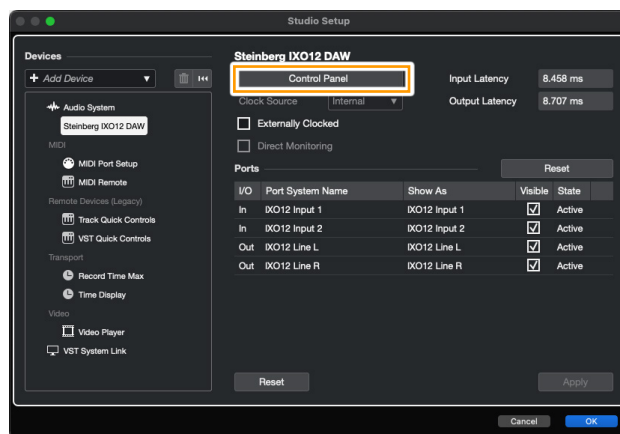 Studio Setup
Devices
+ Add Device
Audio System
Steinberg IXO12 DAW
MIDI
MIDI Port Setup
MIDI Remote
Remote Devices (Legacy)
Track Quick Controls
VST Quick Controls
Transport
Record Time Max
Time Display
Video
Video Player
VST System Link
Steinberg IXO12 DAW
Control Panel
Input Latency 8.458 ms
Clock Source Internal
Output Latency 8.707 ms
Externally Clocked
Direct Monitoring
Ports Reset
I/O Port System Name Show As Visible State
In IXO12 Input 1 IXO12 Input 1 Active
In IXO12 Input 2 IXO12 Input 2 Active
Out IXO12 Line L IXO12 Line L Active
Out IXO12 Line R IXO12 Line R Active
Reset Apply
Cancel OK